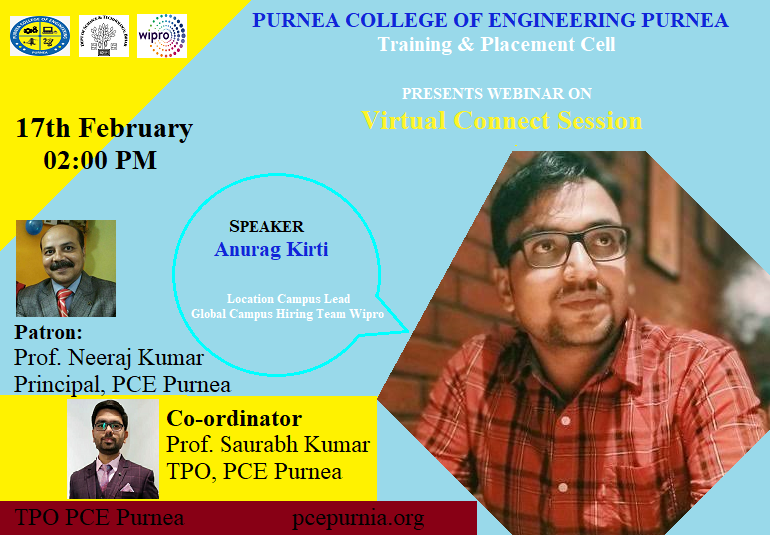 PURNEA COLLEGE OF ENGINEERING PURNEA
Training & Placement Cell
wipro
PURNEA
PRESENTS WEBINAR ON
Virtual Connect Session
17th February
02:00 PM
SPEAKER
Anurag Kirti
Location Campus Lead
Global Campus Hiring Team Wipro
Patron:
Prof. Neeraj Kumar
Principal, PCE Purnea
Co-ordinator
Prof. Saurabh Kumar
TPO, PCE Purnea
TPO PCE Purnea
pcepurnia.org